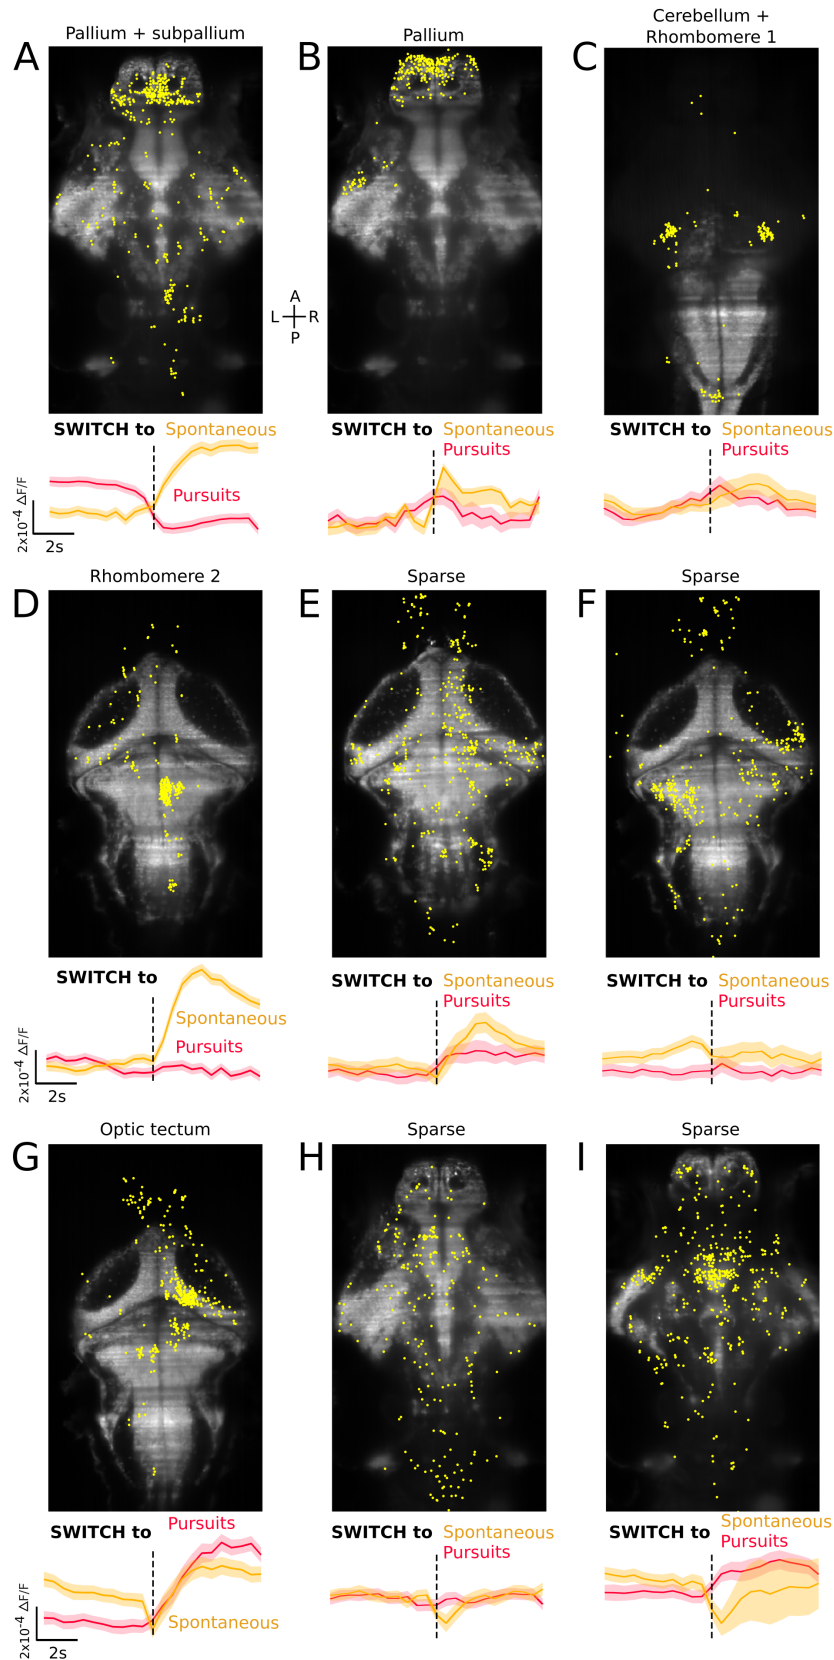 Pallium + subpallium
Pallium
Cerebellum +
Rhombomere 1
A
B
C
A
L R
P
SWITCH to Spontaneous
Pursuits
2x10⁻⁴ ΔF/F
2s
SWITCH to Spontaneous
Pursuits
SWITCH to Spontaneous
Pursuits
Rhombomere 2
Sparse
Sparse
D
E
F
SWITCH to
Spontaneous
Pursuits
2x10⁻⁴ ΔF/F
2s
SWITCH to Spontaneous
Pursuits
SWITCH to Spontaneous
Pursuits
Optic tectum
Sparse
Sparse
G
H
I
SWITCH to Pursuits
Spontaneous
2x10⁻⁴ ΔF/F
2s
SWITCH to Spontaneous
Pursuits
SWITCH to Spontaneous
Pursuits